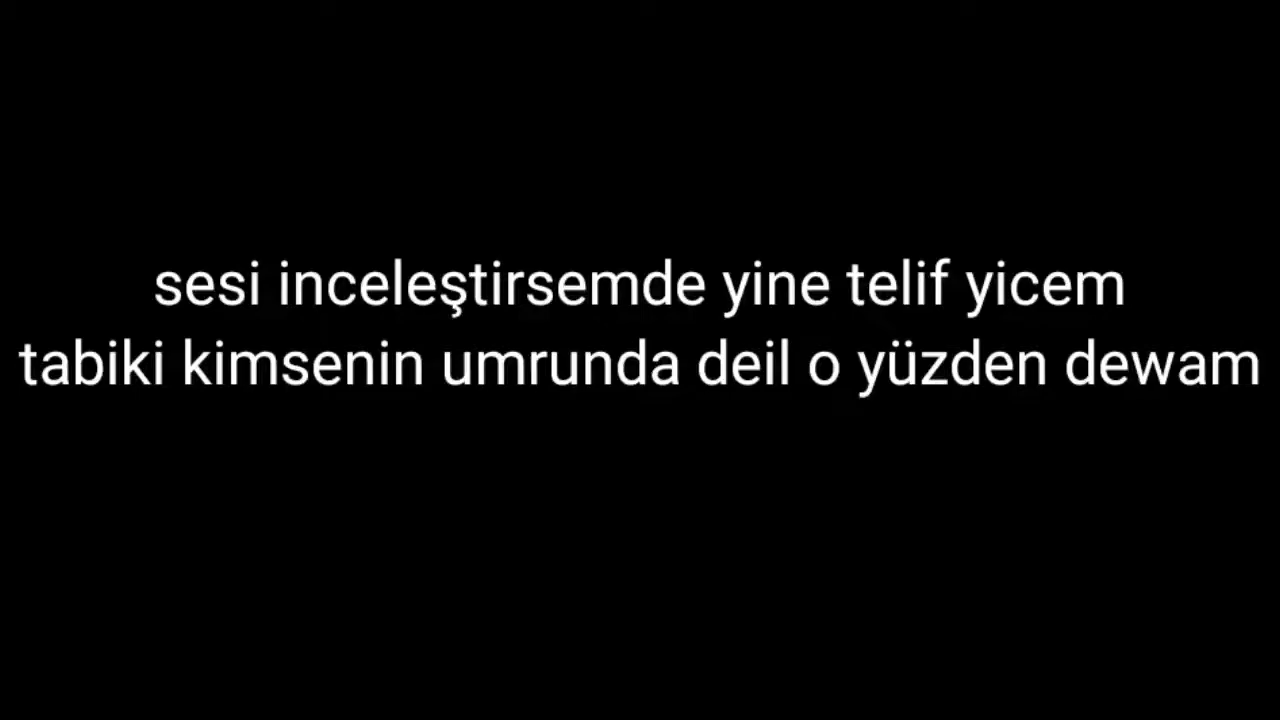 sesi inceleştirsemde yine telif yicem
tabiki kimsenin umrunda deil o yüzden dewam